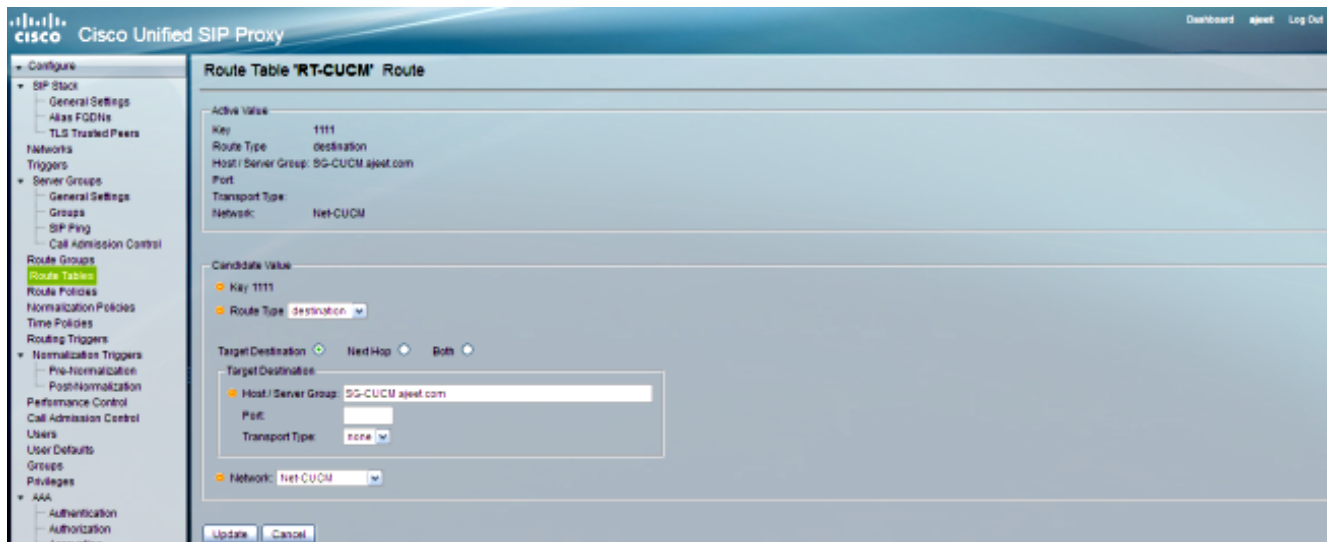 Dashboard ajeet Log Out
CISCO Cisco Unified SIP Proxy
Configure
SIP Stack
General Settings
Alias FQDNs
TLS Trusted Peers
Networks
Triggers
Server Groups
General Settings
Groups
SIP Ping
Call Admission Control
Route Groups
Route Tables
Route Policies
Normalization Policies
Time Policies
Routing Triggers
Normalization Triggers
Pre-Normalization
Post-Normalization
Performance Control
Call Admission Control
Users
User Defaults
Groups
Privileges
AAA
Authentication
Authorization
Route Table 'RT-CUCM' Route
Active Value
Key 1111
Route Type destination
Host / Server Group: SG-CUCM.ajeet.com
Port
Transport Type:
Network: Net-CUCM
Candidate Value
Key 1111
Route Type destination
Target Destination Next Hop Both
Target Destination
Host / Server Group: SG-CUCM.ajeet.com
Port:
Transport Type: none
Network: Net-CUCM
Update Cancel